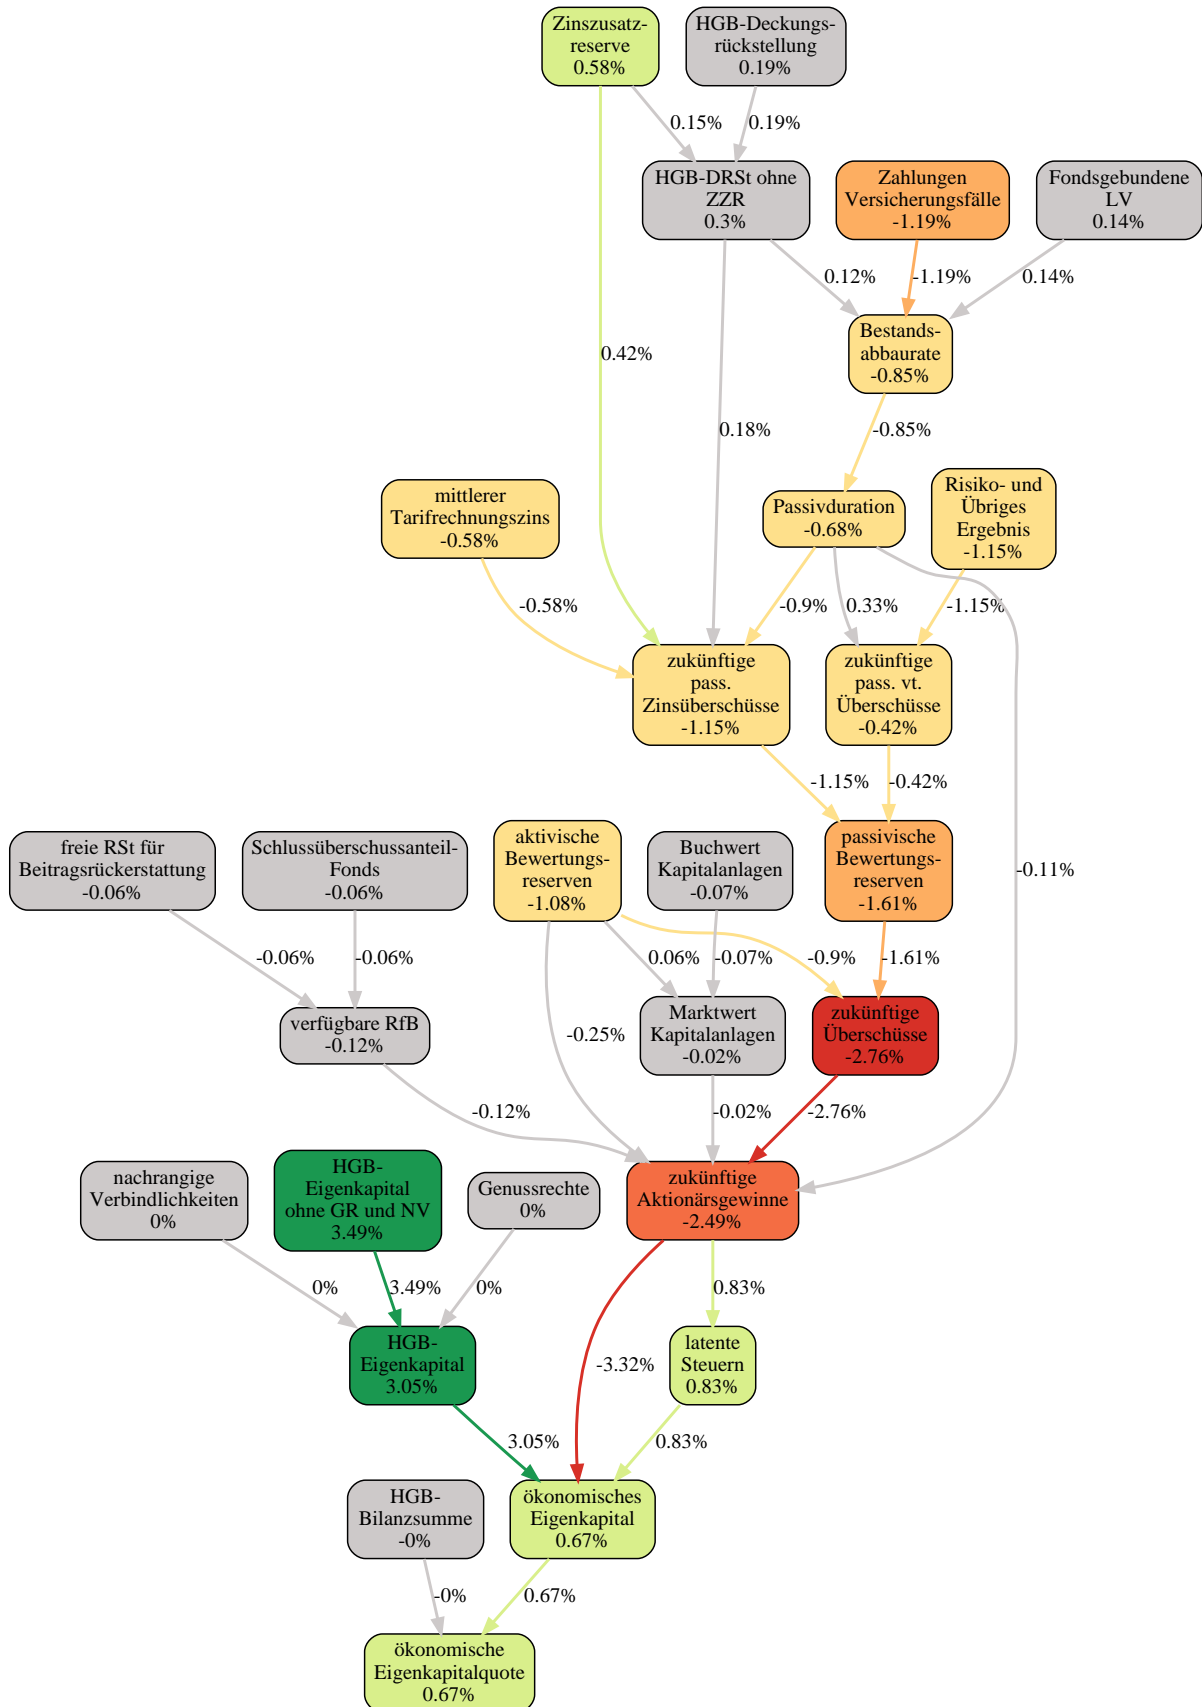 Zinszusatz-
reserve
0.58%
HGB-Deckungs-
rückstellung
0.19%
0.15%
0.19%
HGB-DRSt ohne
ZZR
0.3%
Zahlungen
Versicherungsfälle
-1.19%
Fondsgebundene
LV
0.14%
0.12%
-1.19%
0.14%
Bestands-
abbaurate
-0.85%
0.42%
0.18%
-0.85%
mittlerer
Tarifrechnungszins
-0.58%
Passivduration
-0.68%
Risiko- und
Übriges
Ergebnis
-1.15%
-0.58%
-0.9%
0.33%
-1.15%
zukünftige
pass.
Zinsüberschüsse
-1.15%
zukünftige
pass. vt.
Überschüsse
-0.42%
-1.15%
-0.42%
freie RSt für
Beitragsrückerstattung
-0.06%
Schlussüberschussanteil-
Fonds
-0.06%
aktivische
Bewertungs-
reserven
-1.08%
Buchwert
Kapitalanlagen
-0.07%
passivische
Bewertungs-
reserven
-1.61%
-0.11%
-0.06%
-0.06%
0.06%
-0.07%
-0.9%
-1.61%
verfügbare RfB
-0.12%
-0.25%
Marktwert
Kapitalanlagen
-0.02%
zukünftige
Überschüsse
-2.76%
-0.12%
-0.02%
-2.76%
nachrangige
Verbindlichkeiten
0%
HGB-
Eigenkapital
ohne GR und NV
3.49%
Genussrechte
0%
zukünftige
Aktionärsgewinne
-2.49%
0%
3.49%
0%
0.83%
HGB-
Eigenkapital
3.05%
-3.32%
latente
Steuern
0.83%
3.05%
0.83%
HGB-
Bilanzsumme
-0%
ökonomisches
Eigenkapital
0.67%
-0%
0.67%
ökonomische
Eigenkapitalquote
0.67%